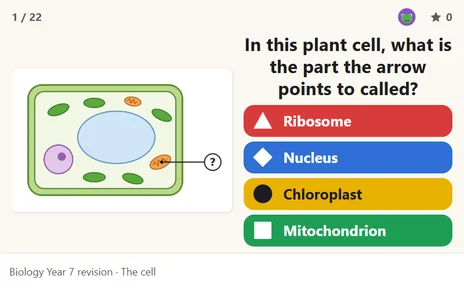 1 / 22
0
In this plant cell, what is
the part the arrow
points to called?
?
Ribosome
Nucleus
Chloroplast
Mitochondrion
Biology Year 7 revision · The cell